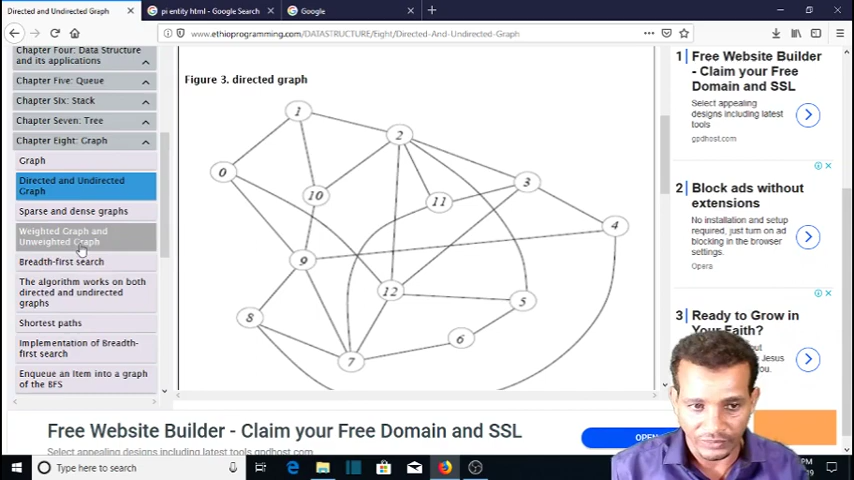 Directed and Undirected Graph
pi entity html - Google Search
Google
www.ethioprogramming.com/DATASTRUCTURE/Eight/Directed-And-Undirected-Graph
Chapter Four: Data Structure
and its applications
Chapter Five: Queue
Chapter Six: Stack
Chapter Seven: Tree
Chapter Eight: Graph
Graph
Directed and Undirected
Graph
Sparse and dense graphs
Weighted Graph and
Unweighted Graph
Breadth-first search
The algorithm works on both
directed and undirected
graphs
Shortest paths
Implementation of Breadth-
first search
Enqueue an Item into a graph
of the BFS
Figure 3. directed graph
1
2
0
3
10
11
4
9
12
5
8
6
7
1
Free Website Builder
- Claim your Free
Domain and SSL
Select appealing
designs including latest
tools
gpdhost.com
2
Block ads without
extensions
No installation and setup
required, just turn on ad
blocking in the browser
settings.
Opera
3
Ready to Grow in
Your Faith?
Jesus
Free Website Builder - Claim your Free Domain and SSL
Select appealing designs including latest tools gpdhost.com
OPEN
Type here to search
PM